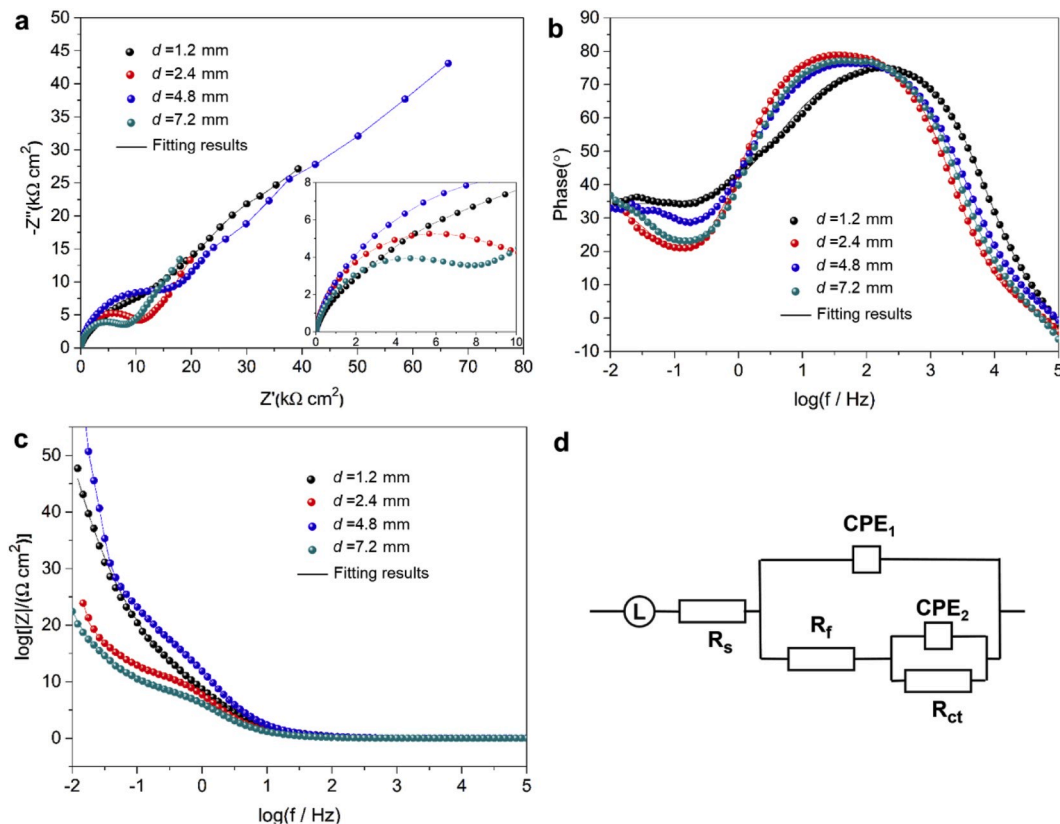 a
50
45
40
35
30
25
20
15
10
5
0
-Z''(kΩ cm²)
d =1.2 mm
d =2.4 mm
d =4.8 mm
d =7.2 mm
Fitting results
8
6
4
2
0
0 2 4 6 8 10
0 10 20 30 40 50 60 70 80
Z'(kΩ cm²)
b
90
80
70
60
50
40
30
20
10
0
-10
Phase(°)
d =1.2 mm
d =2.4 mm
d =4.8 mm
d =7.2 mm
Fitting results
-2 -1 0 1 2 3 4 5
log(f / Hz)
c
50
45
40
35
30
25
20
10
0
log[|Z|/(Ω cm²)]
d =1.2 mm
d =2.4 mm
d =4.8 mm
d =7.2 mm
Fitting results
-2 -1 0 1 2 3 4 5
log(f / Hz)
d
CPE₁
L
Rₛ
R_f
CPE₂
R_ct